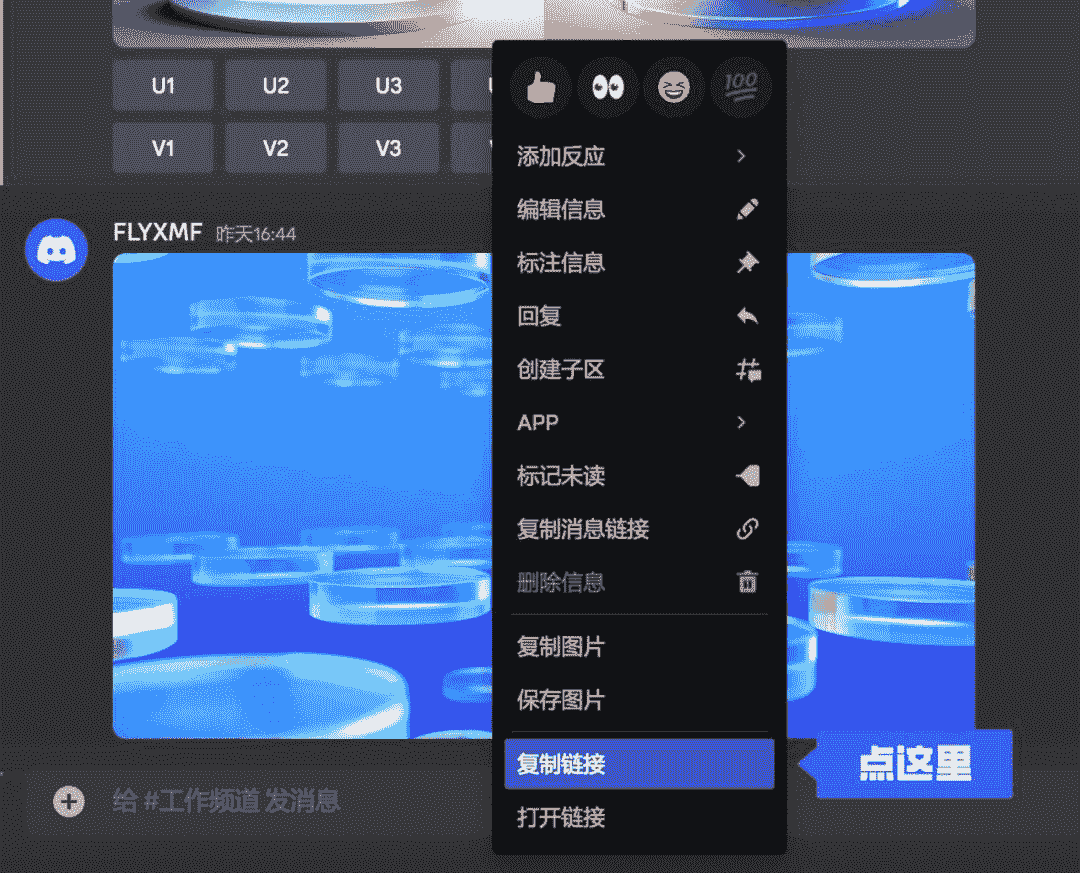 U1 U2 U3
V1 V2 V3
💯
添加反应
编辑信息
标注信息
回复
创建子区
APP
标记未读
复制消息链接
删除信息
复制图片
保存图片
复制链接
打开链接
FLYXMF 昨天16:44
点这里
给 #工作频道 发消息